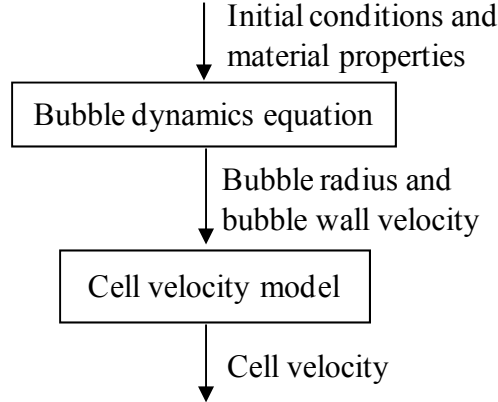 Initial conditions and
material properties
Bubble dynamics equation
Bubble radius and
bubble wall velocity
Cell velocity model
Cell velocity